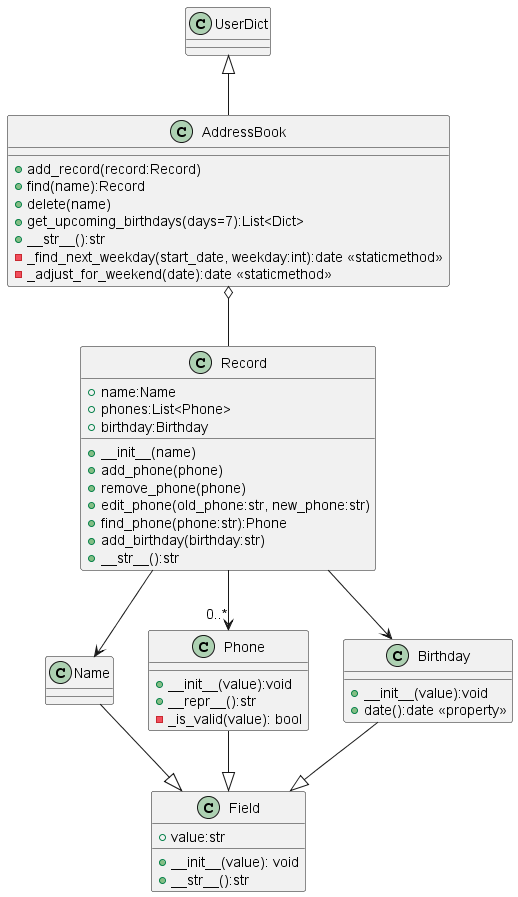 C UserDict
C AddressBook
add_record(record:Record)
find(name):Record
delete(name)
get_upcoming_birthdays(days=7):List<Dict>
__str__():str
_find_next_weekday(start_date, weekday:int):date «staticmethod»
_adjust_for_weekend(date):date «staticmethod»
C Record
name:Name
phones:List<Phone>
birthday:Birthday
__init__(name)
add_phone(phone)
remove_phone(phone)
edit_phone(old_phone:str, new_phone:str)
find_phone(phone:str):Phone
add_birthday(birthday:str)
__str__():str
0..*
C Name
C Phone
__init__(value):void
__repr__():str
_is_valid(value): bool
C Birthday
__init__(value):void
date():date «property»
C Field
value:str
__init__(value): void
__str__():str